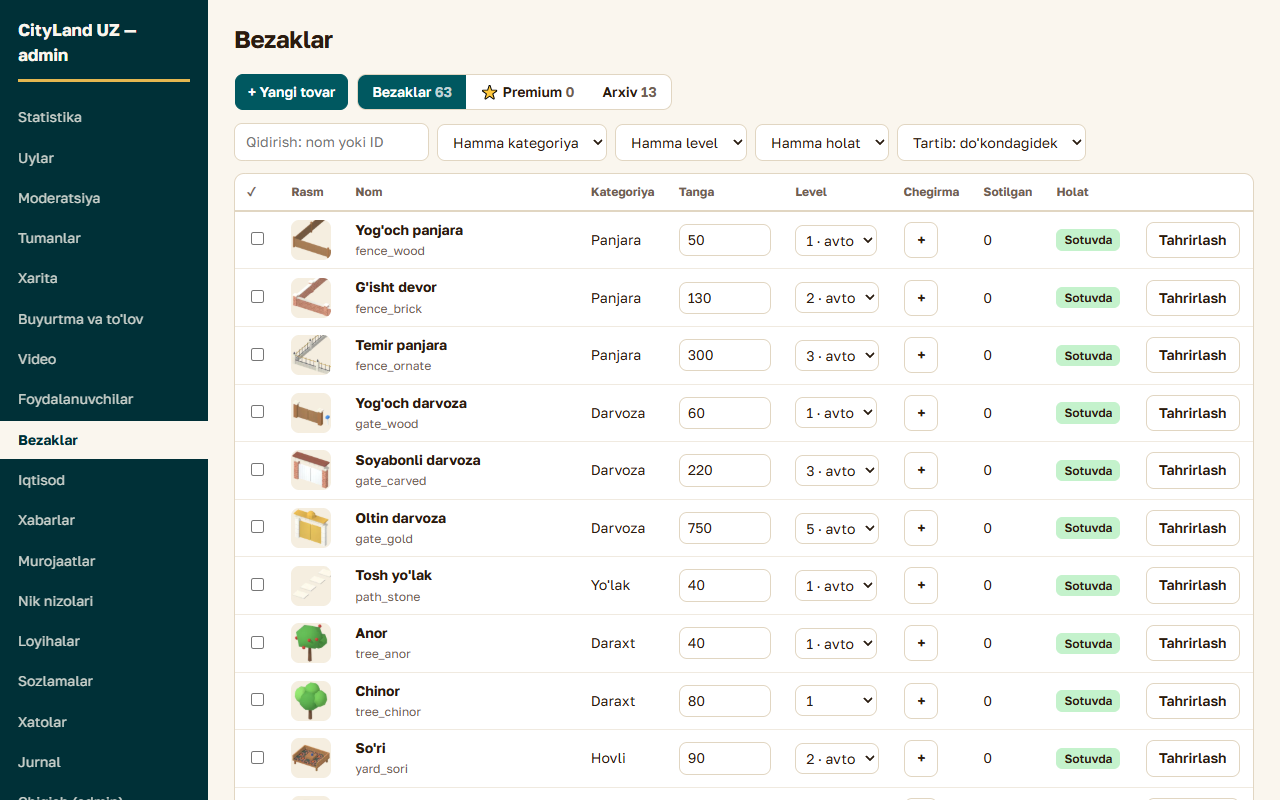 CityLand UZ —
admin
Statistika
Uylar
Moderatsiya
Tumanlar
Xarita
Buyurtma va to'lov
Video
Foydalanuvchilar
Bezaklar
Iqtisod
Xabarlar
Murojaatlar
Nik nizolari
Loyihalar
Sozlamalar
Xatolar
Jurnal
Bezaklar
+ Yangi tovar
Bezaklar 63
Premium 0
Arxiv 13
Qidirish: nom yoki ID
Hamma kategoriya
Hamma level
Hamma holat
Tartib: do'kondagidek
✓ Rasm Nom Kategoriya Tanga Level Chegirma Sotilgan Holat
Yog'och panjara
fence_wood
Panjara 50 1 · avto + 0 Sotuvda Tahrirlash
G'isht devor
fence_brick
Panjara 130 2 · avto + 0 Sotuvda Tahrirlash
Temir panjara
fence_ornate
Panjara 300 3 · avto + 0 Sotuvda Tahrirlash
Yog'och darvoza
gate_wood
Darvoza 60 1 · avto + 0 Sotuvda Tahrirlash
Soyabonli darvoza
gate_carved
Darvoza 220 3 · avto + 0 Sotuvda Tahrirlash
Oltin darvoza
gate_gold
Darvoza 750 5 · avto + 0 Sotuvda Tahrirlash
Tosh yo'lak
path_stone
Yo'lak 40 1 · avto + 0 Sotuvda Tahrirlash
Anor
tree_anor
Daraxt 40 1 · avto + 0 Sotuvda Tahrirlash
Chinor
tree_chinor
Daraxt 80 1 + 0 Sotuvda Tahrirlash
So'ri
yard_sori
Hovli 90 2 · avto + 0 Sotuvda Tahrirlash